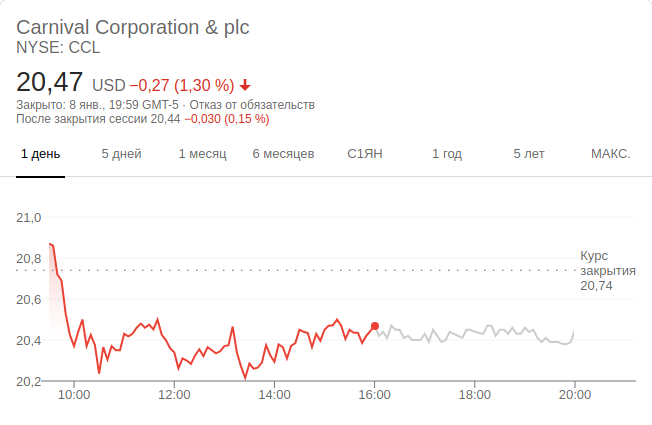 Carnival Corporation & plc
NYSE: CCL
20,47 USD −0,27 (1,30 %)
Закрыто: 8 янв., 19:59 GMT-5 · Отказ от обязательств
После закрытия сессии 20,44 −0,030 (0,15 %)
1 день 5 дней 1 месяц 6 месяцев С1ЯН 1 год 5 лет МАКС.
21,0
20,8
20,6
20,4
20,2
Курс
закрытия
20,74
10:00 12:00 14:00 16:00 18:00 20:00